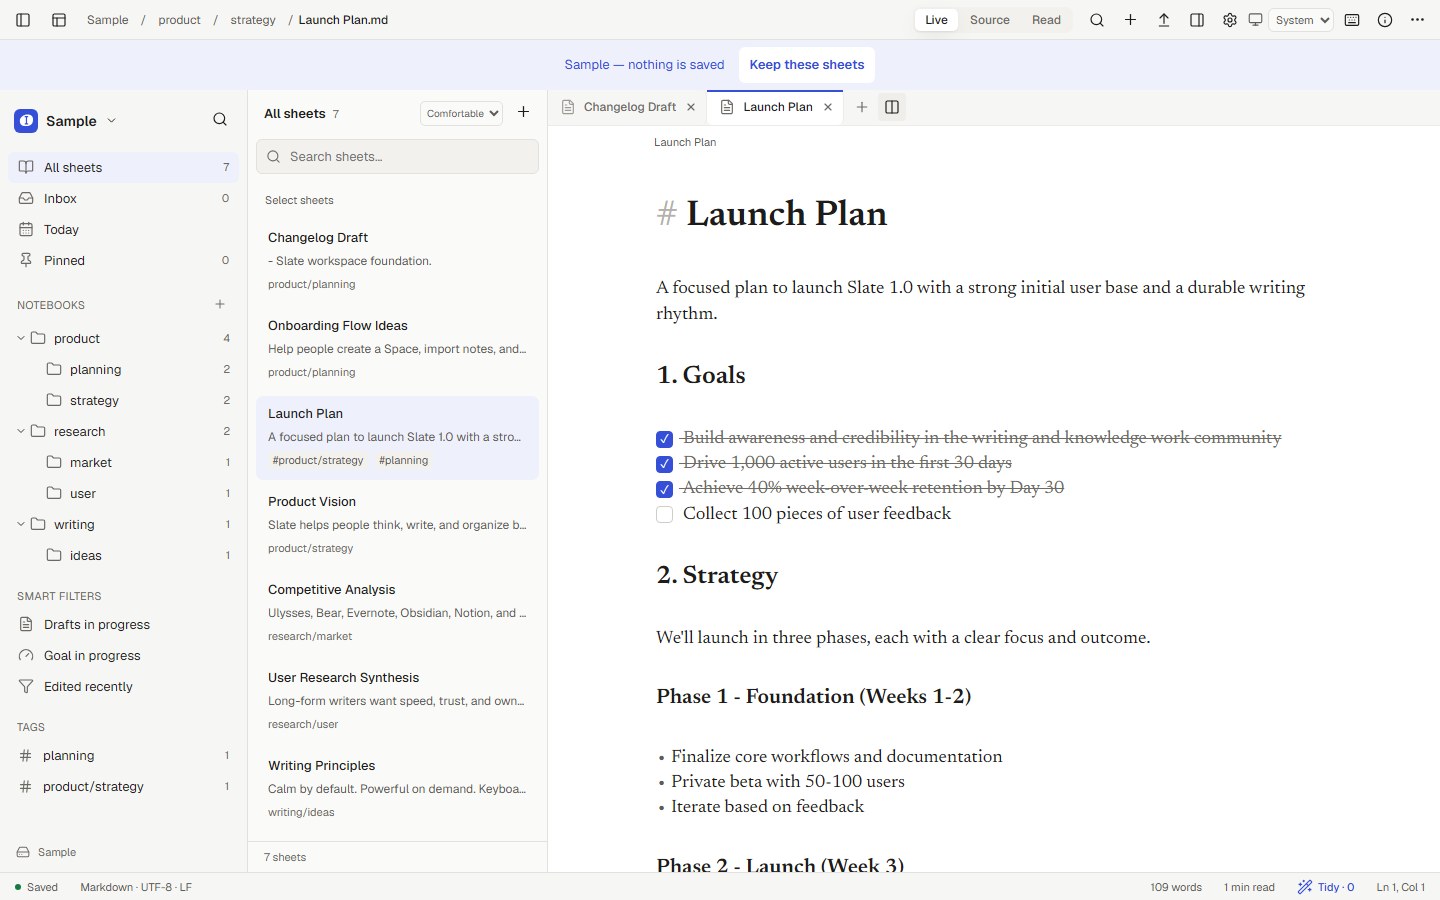 Sample / product / strategy / Launch Plan.md
Live Source Read
System
Sample — nothing is saved Keep these sheets
Sample
All sheets 7
Inbox 0
Today
Pinned 0
NOTEBOOKS
product 4
planning 2
strategy 2
research 2
market 1
user 1
writing 1
ideas 1
SMART FILTERS
Drafts in progress
Goal in progress
Edited recently
TAGS
# planning 1
# product/strategy 1
Sample
All sheets 7
Comfortable
Search sheets...
Select sheets
Changelog Draft
- Slate workspace foundation.
product/planning
Onboarding Flow Ideas
Help people create a Space, import notes, and...
product/planning
Launch Plan
A focused plan to launch Slate 1.0 with a stro...
#product/strategy #planning
Product Vision
Slate helps people think, write, and organize b...
product/strategy
Competitive Analysis
Ulysses, Bear, Evernote, Obsidian, Notion, and ...
research/market
User Research Synthesis
Long-form writers want speed, trust, and own...
research/user
Writing Principles
Calm by default. Powerful on demand. Keyboa...
writing/ideas
7 sheets
Changelog Draft
Launch Plan
Launch Plan
# Launch Plan
A focused plan to launch Slate 1.0 with a strong initial user base and a durable writing
rhythm.
1. Goals
Build awareness and credibility in the writing and knowledge work community
Drive 1,000 active users in the first 30 days
Achieve 40% week-over-week retention by Day 30
Collect 100 pieces of user feedback
2. Strategy
We'll launch in three phases, each with a clear focus and outcome.
Phase 1 - Foundation (Weeks 1-2)
• Finalize core workflows and documentation
• Private beta with 50-100 users
• Iterate based on feedback
Phase 2 - Launch (Week 3)
Saved Markdown · UTF-8 · LF
109 words 1 min read Tidy · 0 Ln 1, Col 1